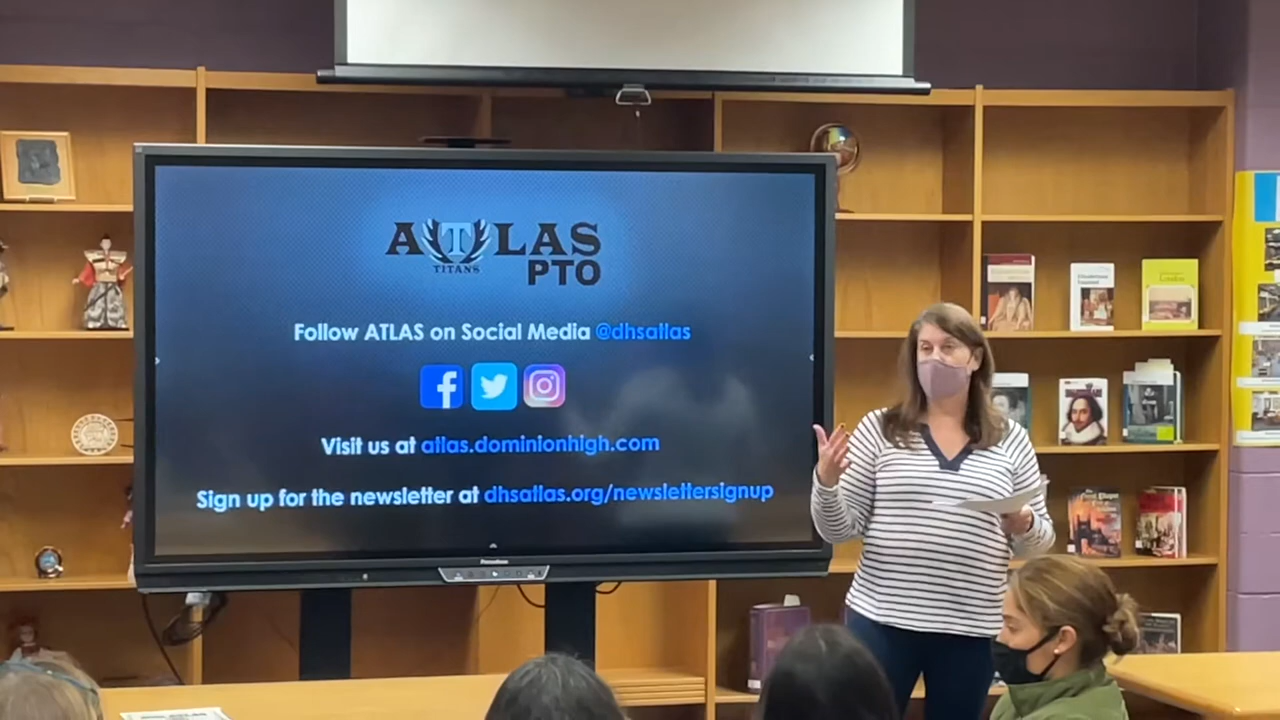 ATLAS
TITANS
PTO
Follow ATLAS on Social Media @dhsatlas
Visit us at atlas.dominionhigh.com
Sign up for the newsletter at dhsatlas.org/newslettersignup